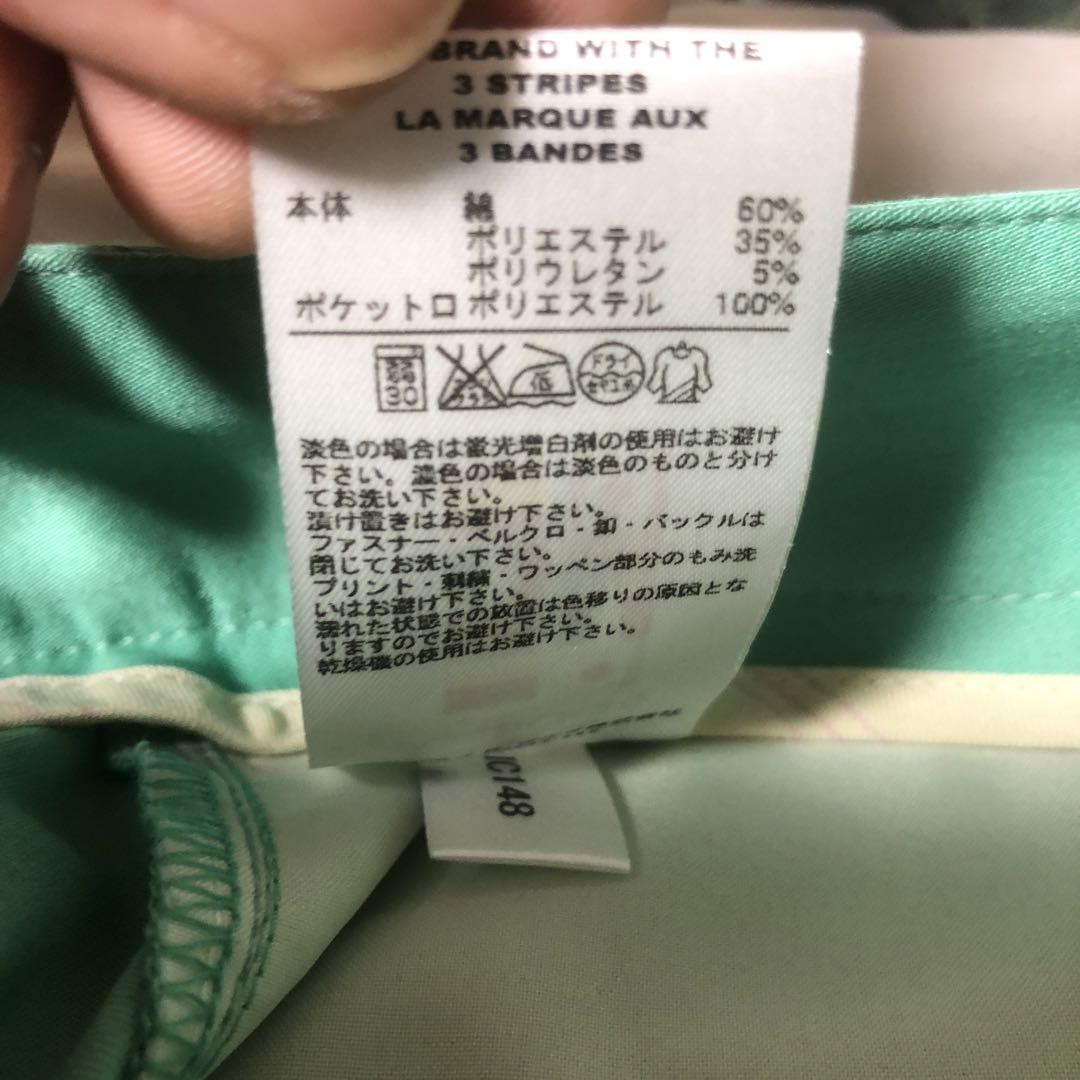 BRAND WITH THE
3 STRIPES
LA MARQUE AUX
3 BANDES
本体 綿 60%
ポリエステル 35%
ポリウレタン 5%
ポケット口 ポリエステル 100%
30 低 ドライ セキユ系
淡色の場合は蛍光増白剤の使用はお避け
下さい。濃色の場合は淡色のものと分け
てお洗い下さい。
漬け置きはお避け下さい。
ファスナー・ベルクロ・釦・バックルは
閉じてお洗い下さい。
プリント・刺繍・ワッペン部分のもみ洗
いはお避け下さい。
濡れた状態での放置は色移りの原因とな
りますのでお避け下さい。
乾燥機の使用はお避け下さい。
JC148